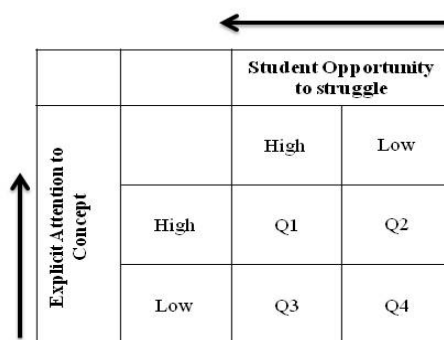 Student Opportunity
to struggle
Explicit Attention to
Concept
High Low
High Q1 Q2
Low Q3 Q4